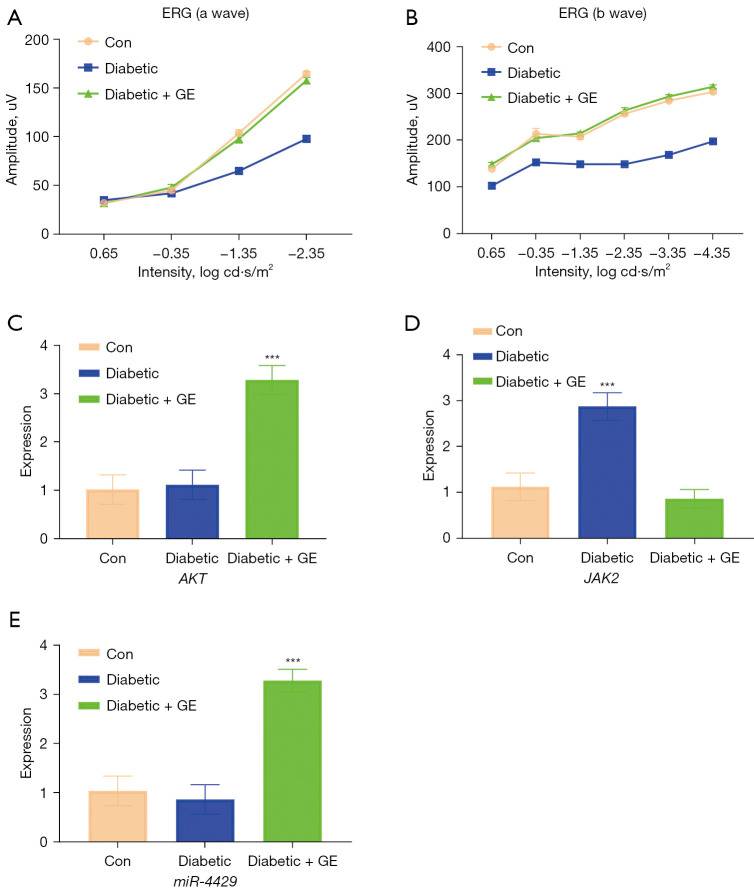 A
ERG (a wave)
Con
Diabetic
Diabetic + GE
Amplitude, uV
200
150
100
50
0
0.65 −0.35 −1.35 −2.35
Intensity, log cd·s/m²
B
ERG (b wave)
Con
Diabetic
Diabetic + GE
Amplitude, uV
400
300
200
100
0
0.65 −0.35 −1.35 −2.35 −3.35 −4.35
Intensity, log cd·s/m²
C
Con
Diabetic
Diabetic + GE
***
Expression
4
3
2
1
0
Con Diabetic Diabetic + GE
AKT
D
Con
Diabetic
Diabetic + GE
***
Expression
4
3
2
1
0
Con Diabetic Diabetic + GE
JAK2
E
Con
Diabetic
Diabetic + GE
***
Expression
4
3
2
1
0
Con Diabetic Diabetic + GE
miR-4429